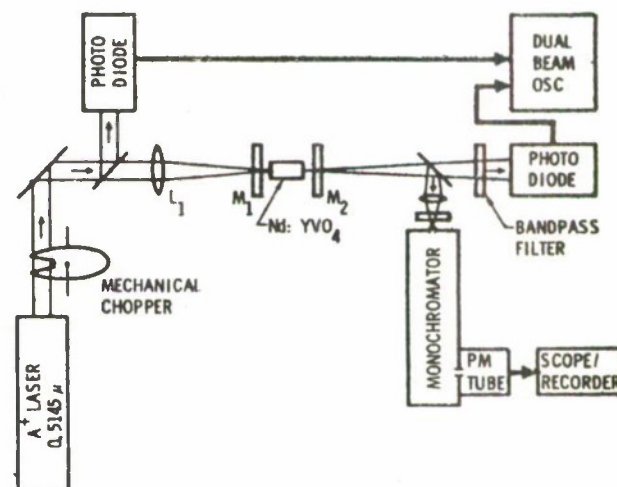 PHOTO
DIODE
DUAL
BEAM
OSC
L1
M1
M2
Nd: YVO4
PHOTO
DIODE
BANDPASS
FILTER
MECHANICAL
CHOPPER
MONOCHROMATOR
PM
TUBE
SCOPE/
RECORDER
A+ LASER
0.5145 μ